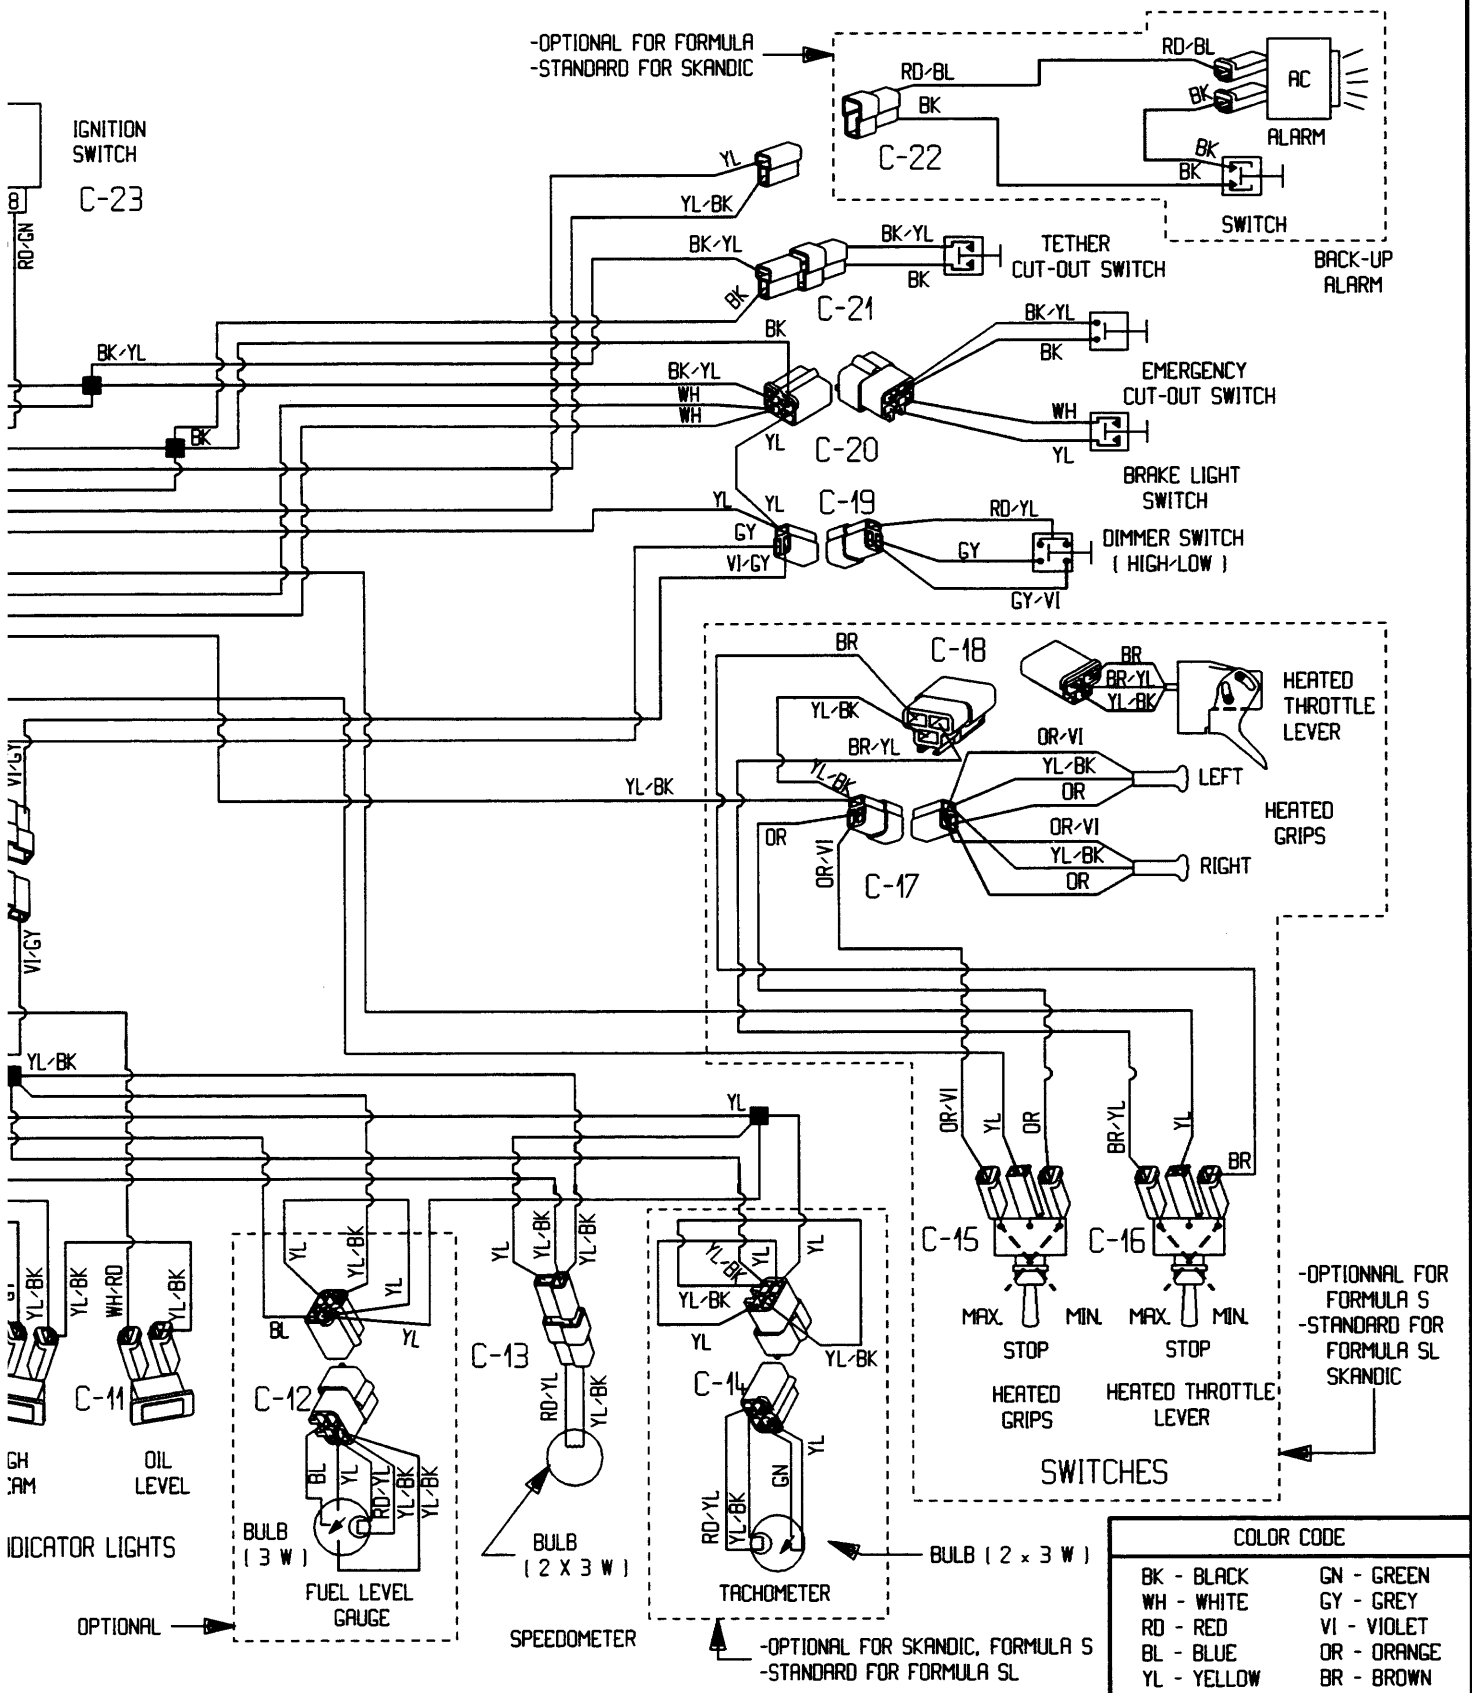 -OPTIONAL FOR FORMULA
-STANDARD FOR SKANDIC
RD/BL
AC
RD/BL
BK
BK
ALARM
C-22
BK
BK
SWITCH
BACK-UP
ALARM
IGNITION
SWITCH
C-23
8
RD/GN
YL
YL/BK
BK/YL
BK/YL
BK
BK
C-21
TETHER
CUT-OUT SWITCH
BK/YL
BK
BK/YL
BK
EMERGENCY
CUT-OUT SWITCH
BK/YL
WH
WH
BK
YL
C-20
WH
YL
BRAKE LIGHT
SWITCH
YL
YL
C-19
GY
VI/GY
RD/YL
GY
GY/VI
DIMMER SWITCH
( HIGH/LOW )
BR
C-18
BR
BR/YL
YL/BK
HEATED
THROTTLE
LEVER
YL/BK
BR/YL
OR/VI
YL/BK
OR
LEFT
VI/GY
YL/BK
YL/BK
OR
OR/VI
HEATED
GRIPS
OR/VI
YL/BK
OR
RIGHT
C-17
VI/GY
YL/BK
YL
OR/VI
YL
OR
BR/YL
YL
BR
C-15
C-16
MAX.
MIN.
STOP
MAX.
MIN.
STOP
HEATED
GRIPS
HEATED THROTTLE
LEVER
SWITCHES
-OPTIONNAL FOR
FORMULA S
-STANDARD FOR
FORMULA SL
SKANDIC
YL/BK
YL/BK
WH/RD
YL/BK
C-11
OIL
LEVEL
GH
YL
YL/BK
YL
BL
YL
C-12
BL
YL
RD/YL
YL/BK
YL/BK
BULB
( 3 W )
FUEL LEVEL
GAUGE
OPTIONAL
YL
YL/BK
YL/BK
C-13
RD/YL
YL/BK
BULB
( 2 X 3 W )
SPEEDOMETER
YL/BK
YL
YL
YL/BK
YL
YL/BK
C-14
RD/YL
YL/BK
GN
YL
BULB ( 2 x 3 W )
TACHOMETER
-OPTIONAL FOR SKANDIC, FORMULA S
-STANDARD FOR FORMULA SL
DICATOR LIGHTS
COLOR CODE
BK - BLACK GN - GREEN
WH - WHITE GY - GREY
RD - RED VI - VIOLET
BL - BLUE OR - ORANGE
YL - YELLOW BR - BROWN